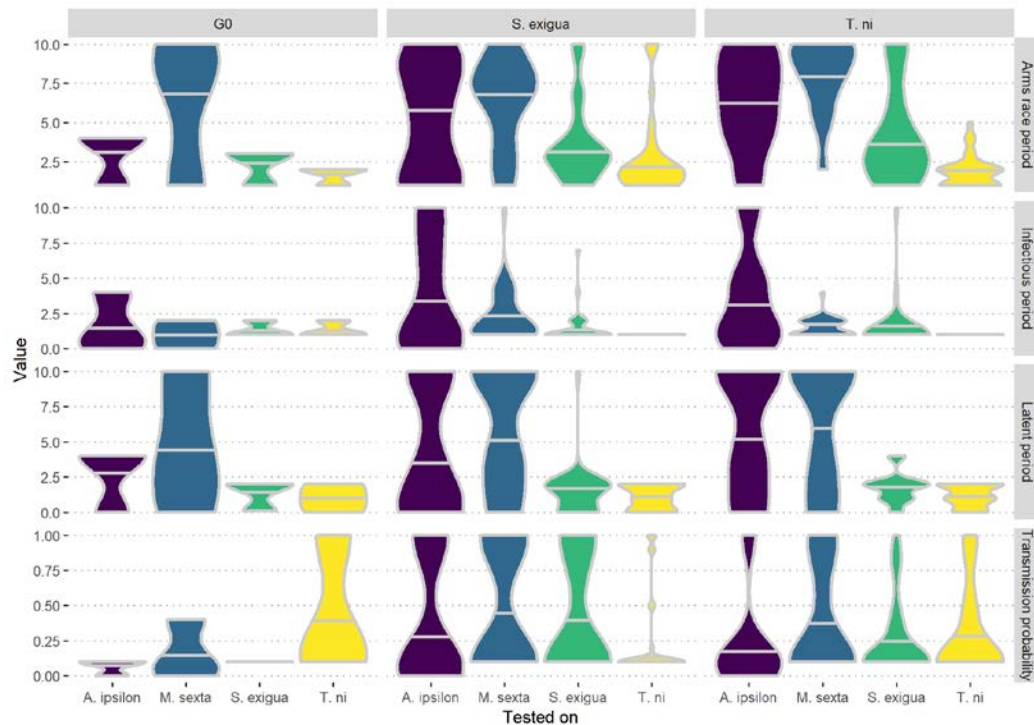 G0 S. exigua T. ni
10.0
7.5
5.0
2.5
Arms race period
10.0
7.5
5.0
2.5
0.0
Infectious period
10.0
7.5
5.0
2.5
0.0
Latent period
1.00
0.75
0.50
0.25
0.00
Transmission probability
Value
A. ipsilon M. sexta S. exigua T. ni A. ipsilon M. sexta S. exigua T. ni A. ipsilon M. sexta S. exigua T. ni
Tested on